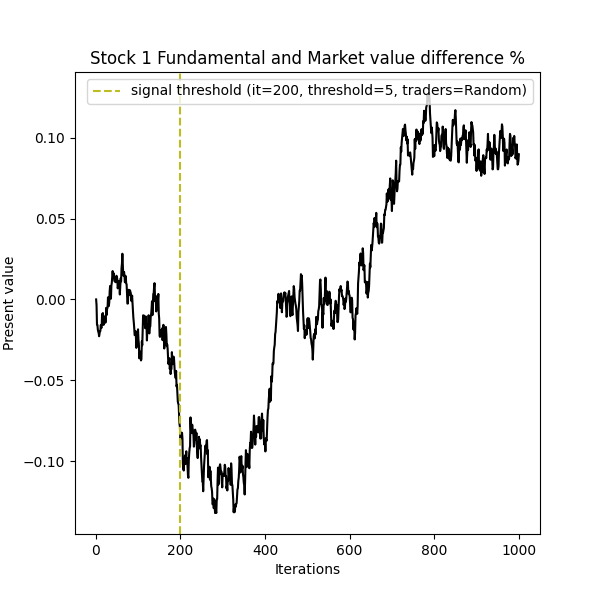 Stock 1 Fundamental and Market value difference %
signal threshold (it=200, threshold=5, traders=Random)
Present value
0.10
0.05
0.00
−0.05
−0.10
0 200 400 600 800 1000
Iterations